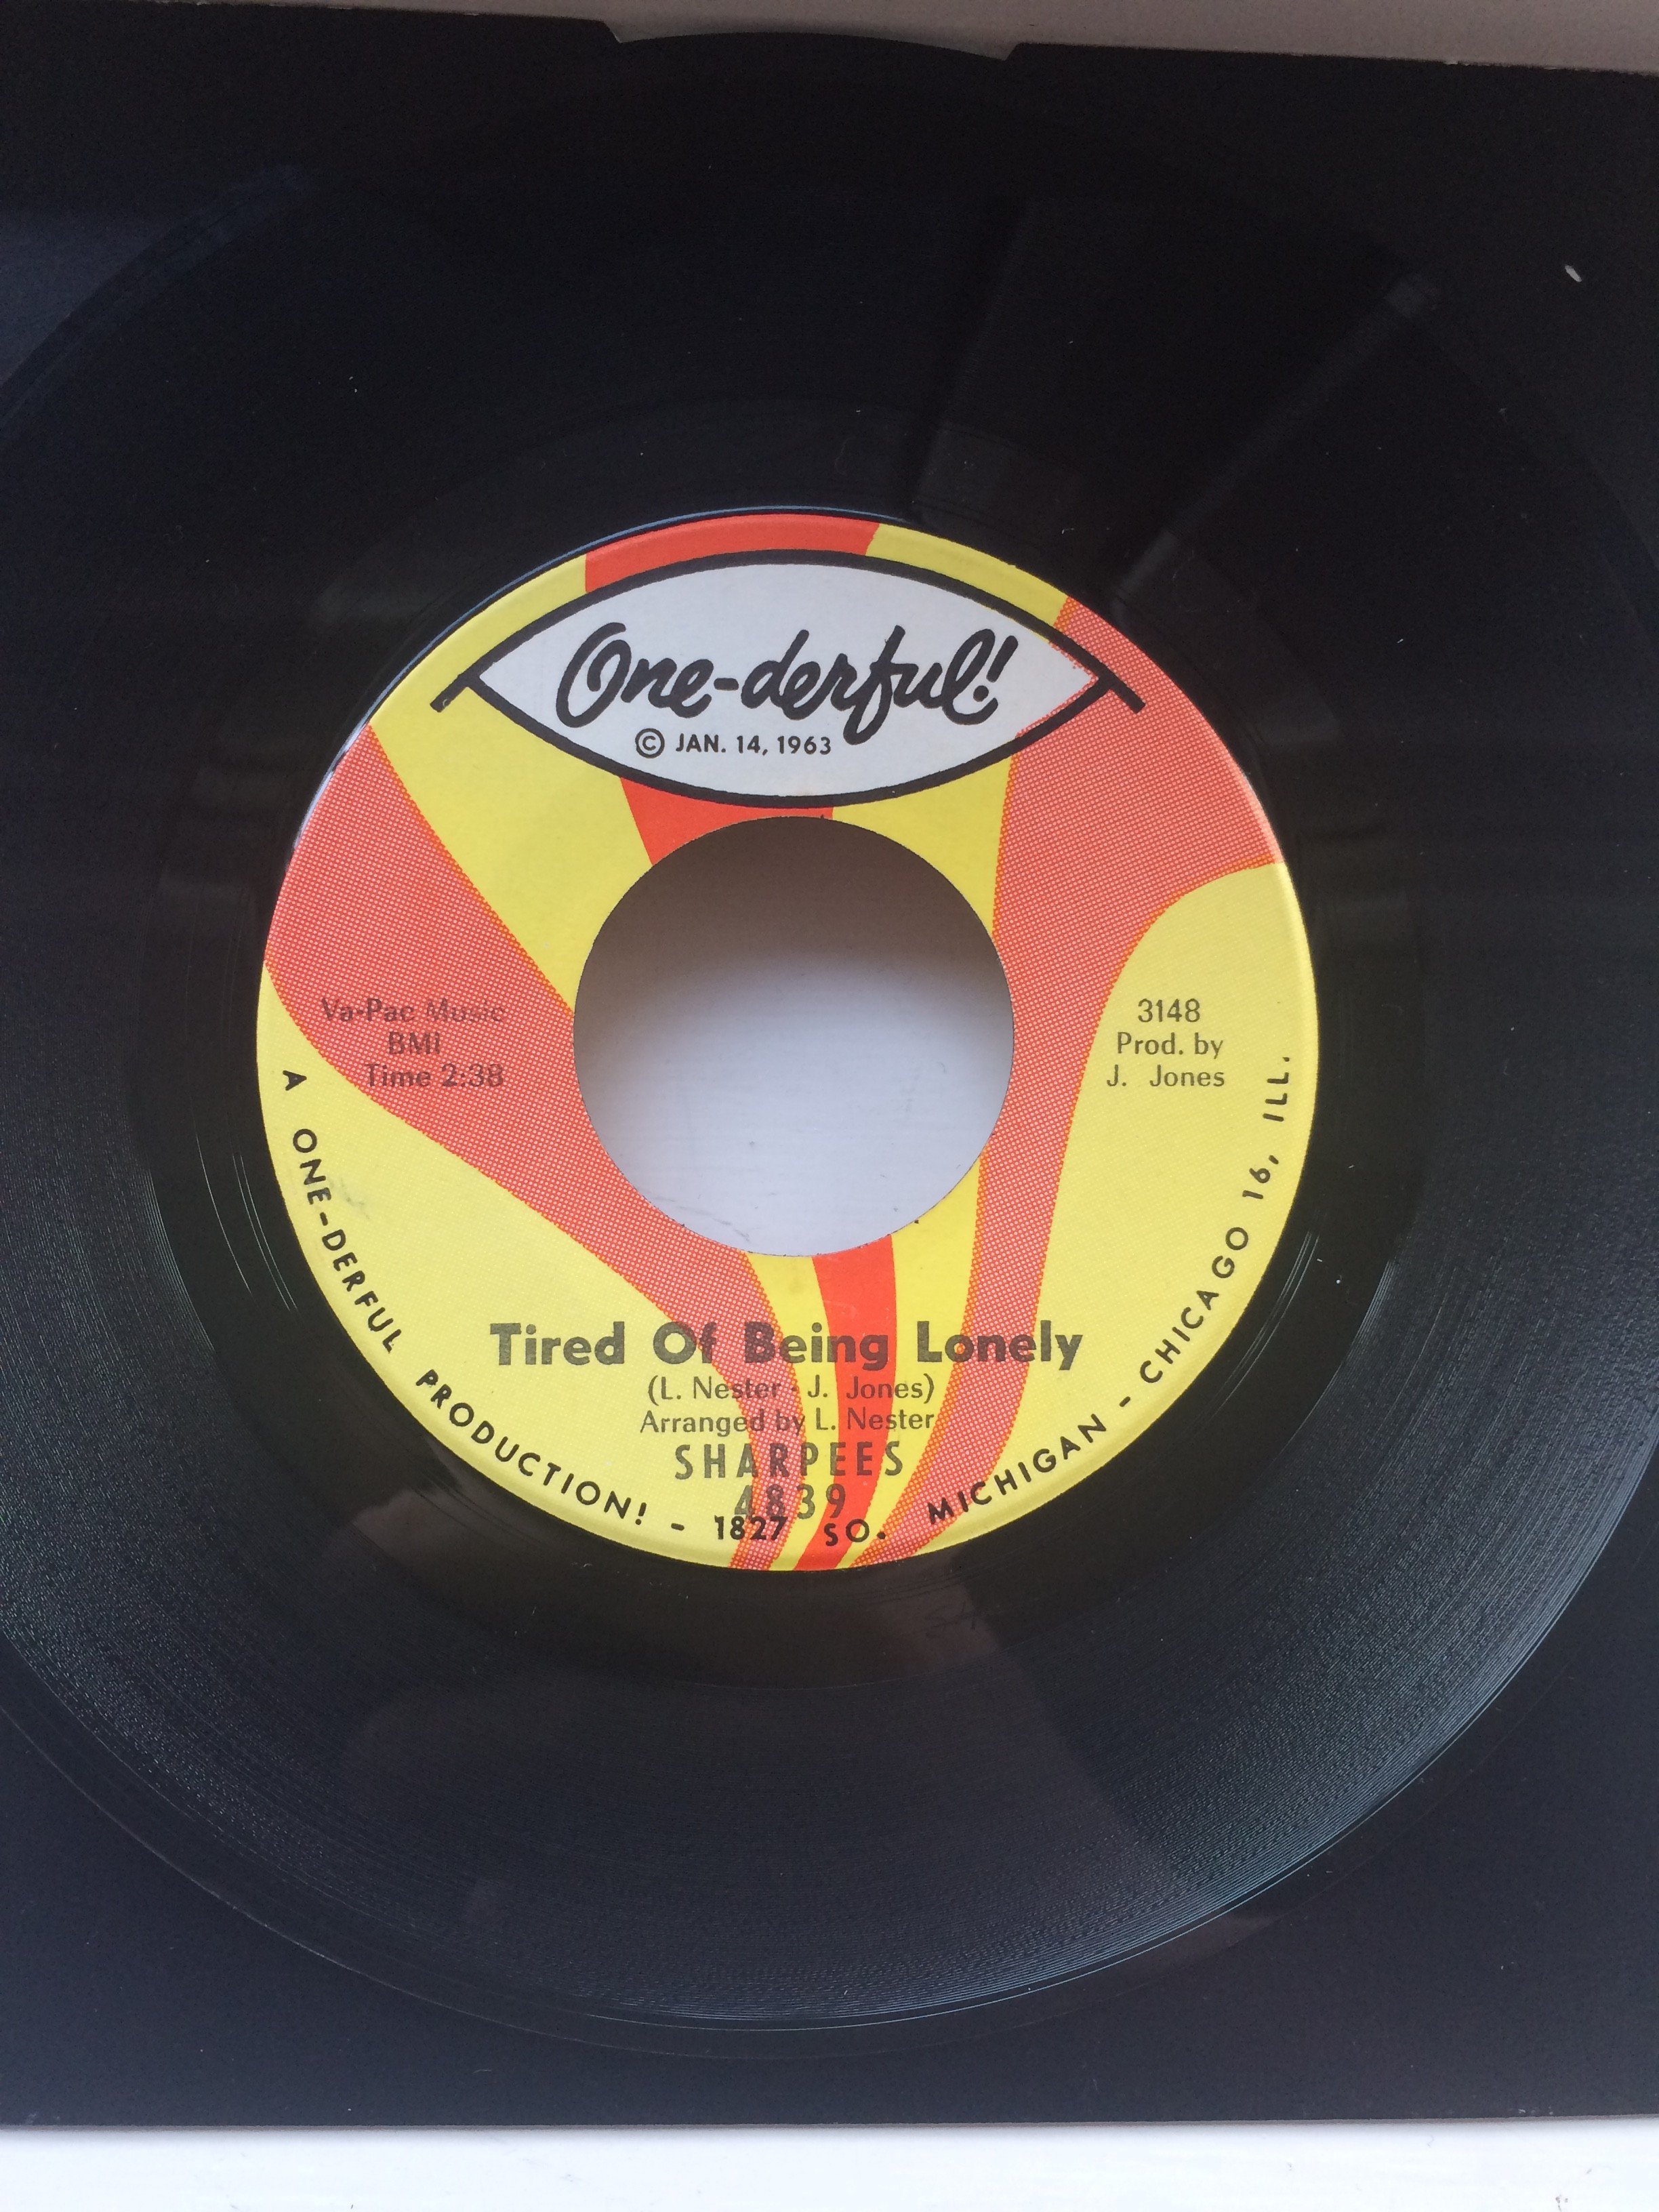 One-derful!
© JAN. 14, 1963
Va-Pac Music
BMI
Time 2:38
3148
Prod. by
J. Jones
Tired Of Being Lonely
(L. Nester - J. Jones)
Arranged by L. Nester
SHARPEES
4839
A ONE-DERFUL PRODUCTION! - 1827 SO. MICHIGAN - CHICAGO 16, ILL.